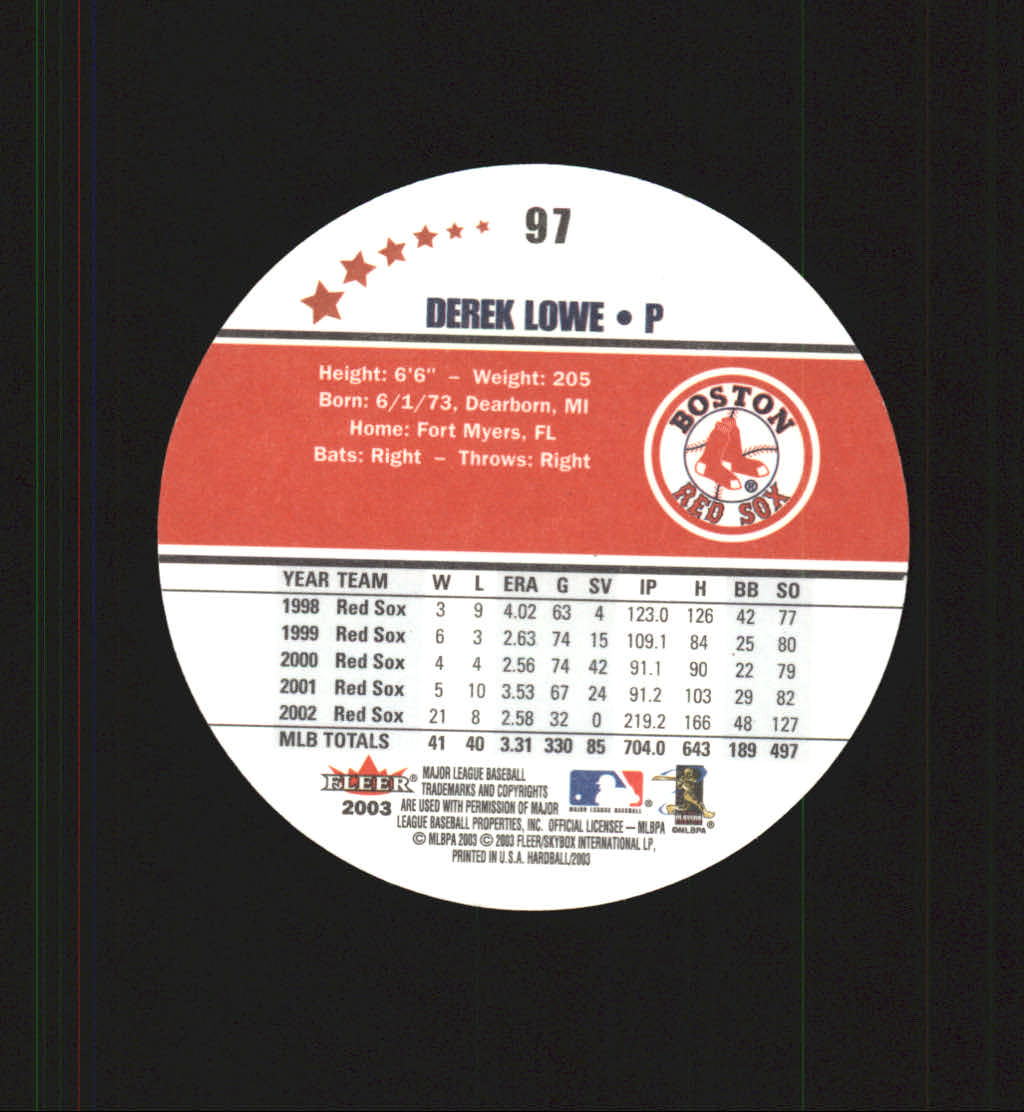 97
DEREK LOWE • P
Height: 6'6" – Weight: 205
Born: 6/1/73, Dearborn, MI
Home: Fort Myers, FL
Bats: Right – Throws: Right
BOSTON
RED SOX
®
YEAR TEAM W L ERA G SV IP H BB SO
1998 Red Sox 3 9 4.02 63 4 123.0 126 42 77
1999 Red Sox 6 3 2.63 74 15 109.1 84 25 80
2000 Red Sox 4 4 2.56 74 42 91.1 90 22 79
2001 Red Sox 5 10 3.53 67 24 91.2 103 29 82
2002 Red Sox 21 8 2.58 32 0 219.2 166 48 127
MLB TOTALS 41 40 3.31 330 85 704.0 643 189 497
FLEER®
2003
MAJOR LEAGUE BASEBALL
TRADEMARKS AND COPYRIGHTS
ARE USED WITH PERMISSION OF MAJOR
LEAGUE BASEBALL PROPERTIES, INC. OFFICIAL LICENSEE – MLBPA
© MLBPA 2003 © 2003 FLEER/SKYBOX INTERNATIONAL LP,
PRINTED IN U.S.A. HARDBALL/2003
MAJOR LEAGUE BASEBALL ®
PLAYERS
©MLBPA ®